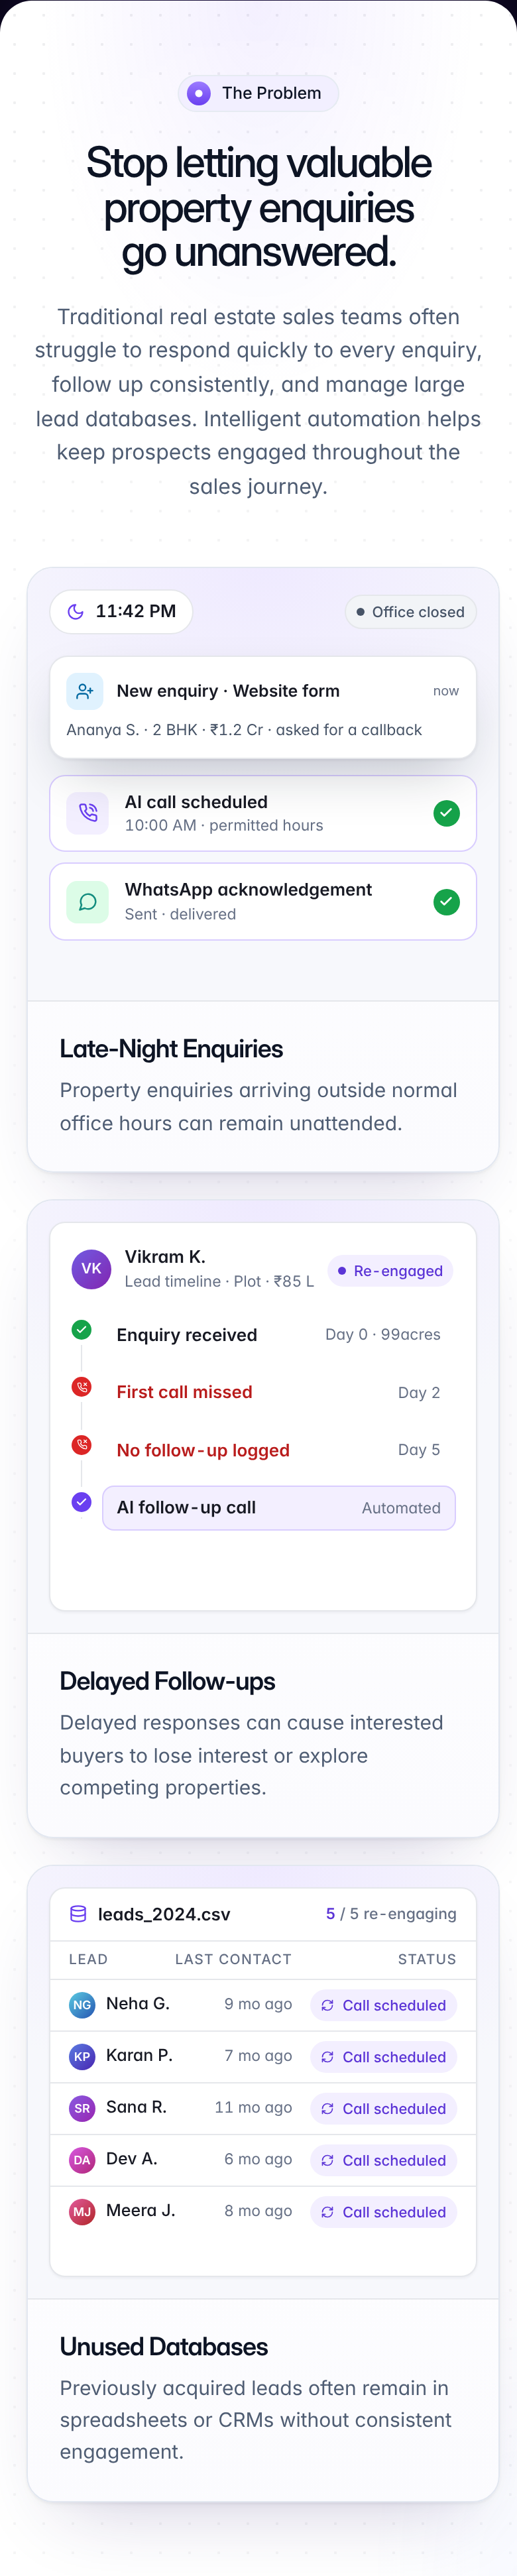 The Problem
Stop letting valuable
property enquiries
go unanswered.
Traditional real estate sales teams often
struggle to respond quickly to every enquiry,
follow up consistently, and manage large
lead databases. Intelligent automation helps
keep prospects engaged throughout the
sales journey.
11:42 PM
Office closed
New enquiry · Website form
now
Ananya S. · 2 BHK · ₹1.2 Cr · asked for a callback
AI call scheduled
10:00 AM · permitted hours
WhatsApp acknowledgement
Sent · delivered
Late-Night Enquiries
Property enquiries arriving outside normal
office hours can remain unattended.
VK
Vikram K.
Lead timeline · Plot · ₹85 L
Re-engaged
Enquiry received
Day 0 · 99acres
First call missed
Day 2
No follow-up logged
Day 5
AI follow-up call
Automated
Delayed Follow-ups
Delayed responses can cause interested
buyers to lose interest or explore
competing properties.
leads_2024.csv
5 / 5 re-engaging
LEAD LAST CONTACT STATUS
NG Neha G. 9 mo ago Call scheduled
KP Karan P. 7 mo ago Call scheduled
SR Sana R. 11 mo ago Call scheduled
DA Dev A. 6 mo ago Call scheduled
MJ Meera J. 8 mo ago Call scheduled
Unused Databases
Previously acquired leads often remain in
spreadsheets or CRMs without consistent
engagement.